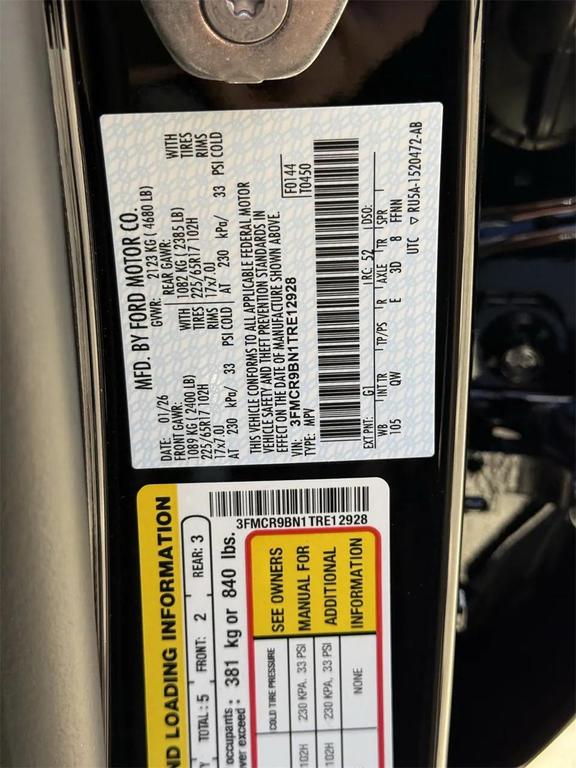 MFD. BY FORD MOTOR CO.
DATE: 01/26 GVWR: 2123 KG ( 4680 LB)
FRONT GAWR: REAR GAWR:
1089 KG ( 2400 LB) 1082 KG ( 2385 LB) WITH
225/65R17 102H TIRES 225/65R17 102H TIRES
17x7.0J RIMS 17x7.0J RIMS
AT 230 kPa/ 33 PSI COLD AT 230 kPa/ 33 PSI COLD
THIS VEHICLE CONFORMS TO ALL APPLICABLE FEDERAL MOTOR
VEHICLE SAFETY AND THEFT PREVENTION STANDARDS IN
EFFECT ON THE DATE OF MANUFACTURE SHOWN ABOVE.
VIN: 3FMCR9BN1TRE12928 F0144
TYPE: MPV T0450
EXT PNT: G1 RC: 52 DSO:
WB INT TR TP/PS R AXLE TR SPR
105 QW E 3D 8 FFNN
UTC ▽ RU5A-1520472-AB
3FMCR9BN1TRE12928
ND LOADING INFORMATION
TOTAL: 5 FRONT: 2 REAR: 3
occupants :
ver exceed : 381 kg or 840 lbs.
COLD TIRE PRESSURE
102H 230 KPA, 33 PSI
102H 230 KPA, 33 PSI
NONE
SEE OWNERS
MANUAL FOR
ADDITIONAL
INFORMATION